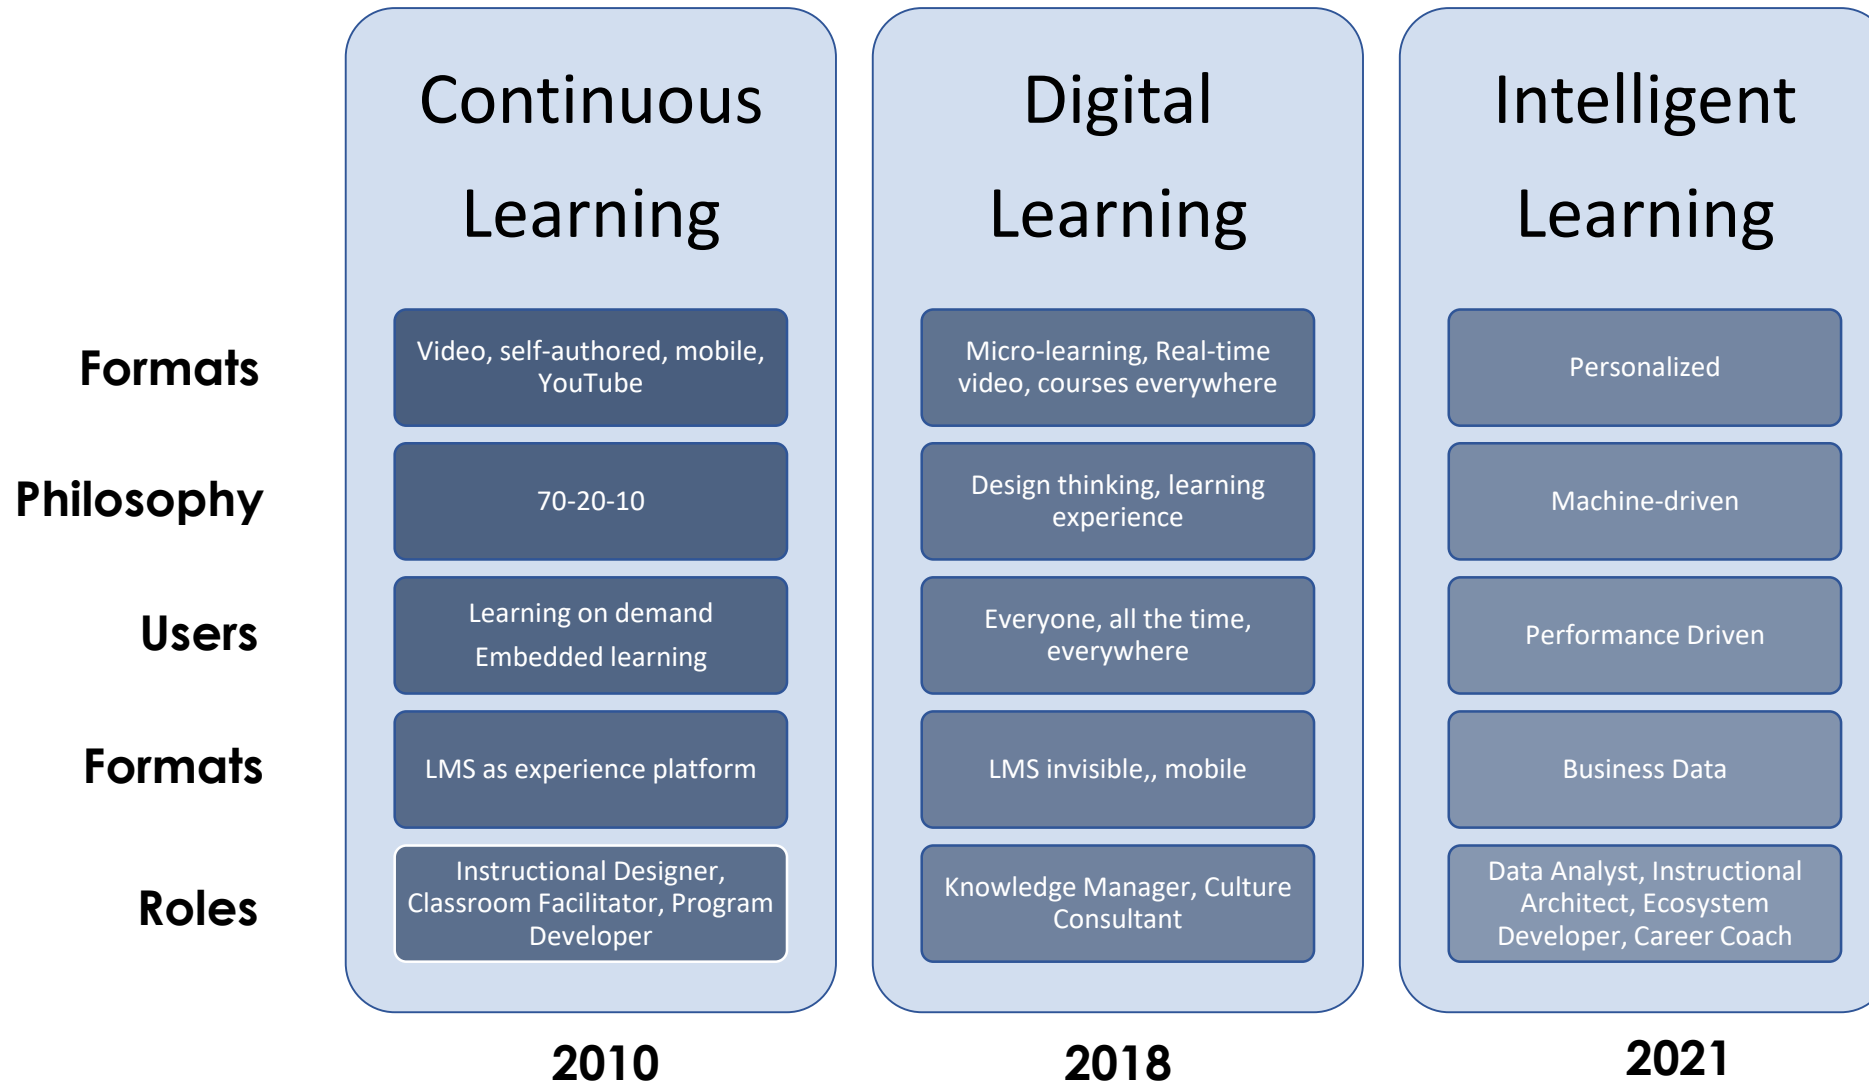 Continuous
Learning
Digital
Learning
Intelligent
Learning
Formats
Video, self-authored, mobile,
YouTube
Micro-learning, Real-time
video, courses everywhere
Personalized
Philosophy
70-20-10
Design thinking, learning
experience
Machine-driven
Users
Learning on demand
Embedded learning
Everyone, all the time,
everywhere
Performance Driven
Formats
LMS as experience platform
LMS invisible,, mobile
Business Data
Roles
Instructional Designer,
Classroom Facilitator, Program
Developer
Knowledge Manager, Culture
Consultant
Data Analyst, Instructional
Architect, Ecosystem
Developer, Career Coach
2010
2018
2021